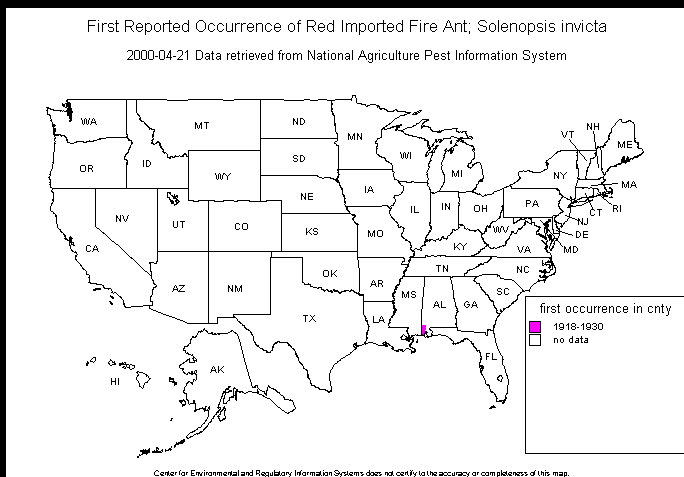 First Reported Occurrence of Red Imported Fire Ant; Solenopsis invicta
2000-04-21 Data retrieved from National Agriculture Pest Information System
WA
MT
ND
MN
VT
NH
ME
OR
ID
SD
WI
MI
NY
WY
MA
IA
NE
IL
IN
OH
PA
RI
CT
NV
UT
CO
KS
MO
WV
NJ
DE
CA
KY
VA
MD
OK
TN
NC
AZ
NM
AR
SC
MS
AL
GA
TX
LA
FL
HI
AK
first occurrence in cnty
1918-1930
no data
Center for Environmental and Regulatory Information Systems does not certify to the accuracy or completeness of this map.